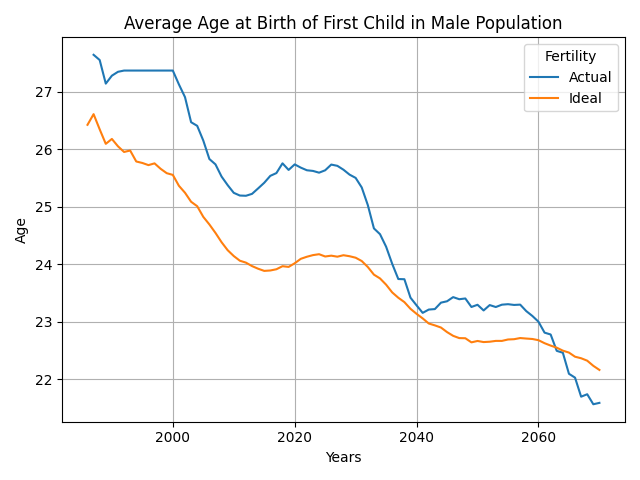 Average Age at Birth of First Child in Male Population
Fertility
Actual
Ideal
27
26
25
24
23
22
Age
2000
2020
2040
2060
Years